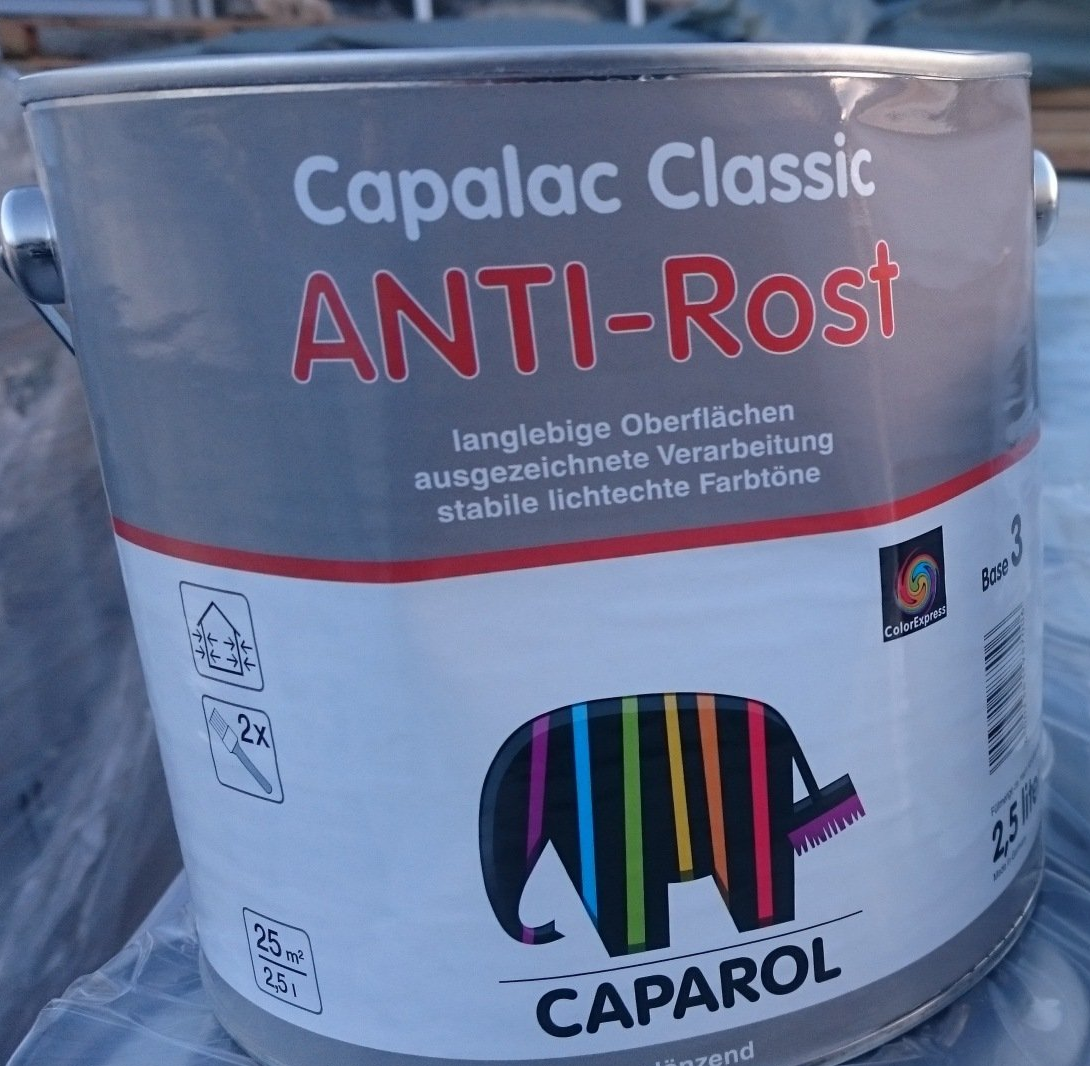 Capalac Classic
ANTI-Rost
langlebige Oberflächen
ausgezeichnete Verarbeitung
stabile lichtechte Farbtöne
ColorExpress
Base 3
2x
2,5
25 m²
2,5 l
CAPAROL